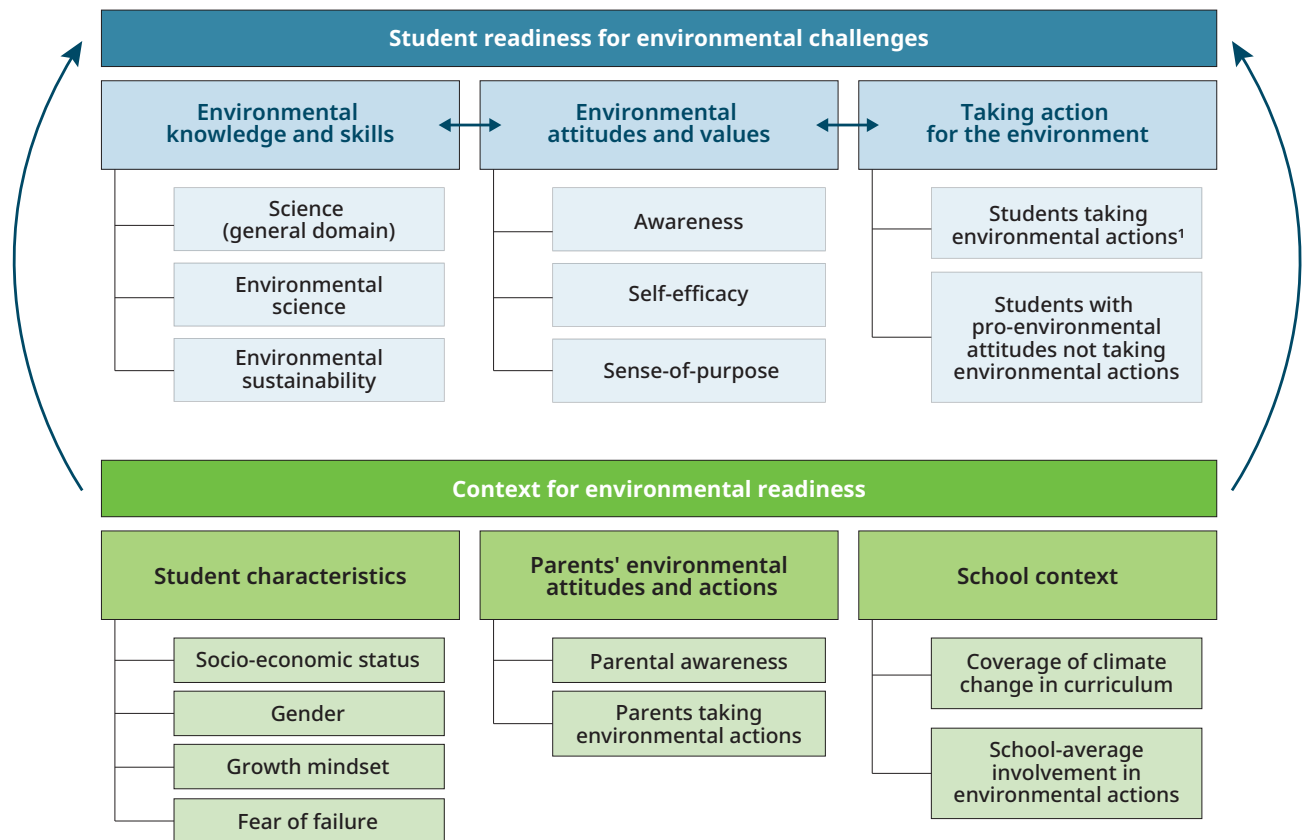 Student readiness for environmental challenges
Environmental
knowledge and skills
Environmental
attitudes and values
Taking action
for the environment
Science
(general domain)
Environmental
science
Environmental
sustainability
Awareness
Self-efficacy
Sense-of-purpose
Students taking
environmental actions¹
Students with
pro-environmental
attitudes not taking
environmental actions
Context for environmental readiness
Student characteristics
Parents' environmental
attitudes and actions
School context
Socio-economic status
Gender
Growth mindset
Fear of failure
Parental awareness
Parents taking
environmental actions
Coverage of climate
change in curriculum
School-average
involvement in
environmental actions